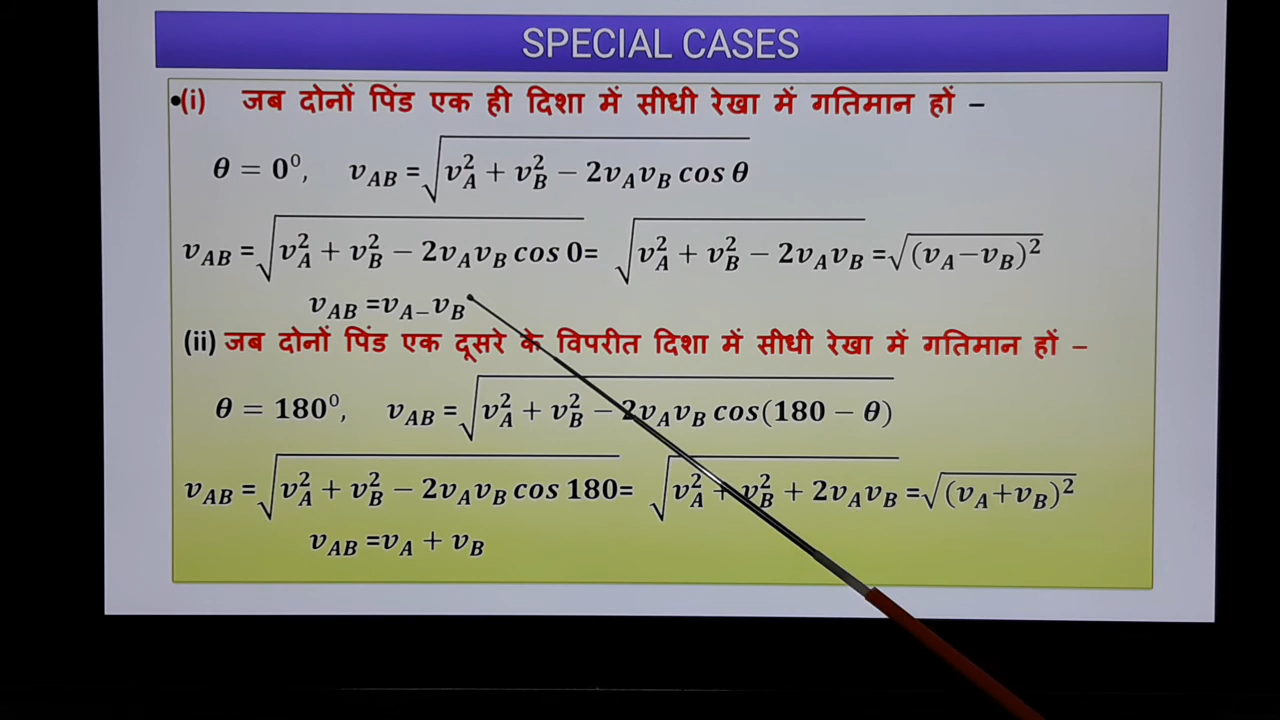 SPECIAL CASES
•(i) जब दोनों पिंड एक ही दिशा में सीधी रेखा में गतिमान हों –
θ = 0⁰, v_AB = √(v_A² + v_B² − 2v_Av_B cos θ)
v_AB = √(v_A² + v_B² − 2v_Av_B cos 0) = √(v_A² + v_B² − 2v_Av_B) = √((v_A−v_B)²)
v_AB = v_A − v_B
(ii) जब दोनों पिंड एक दूसरे के विपरीत दिशा में सीधी रेखा में गतिमान हों –
θ = 180⁰, v_AB = √(v_A² + v_B² − 2v_Av_B cos(180 − θ))
v_AB = √(v_A² + v_B² − 2v_Av_B cos 180) = √(v_A² + v_B² + 2v_Av_B) = √((v_A+v_B)²)
v_AB = v_A + v_B